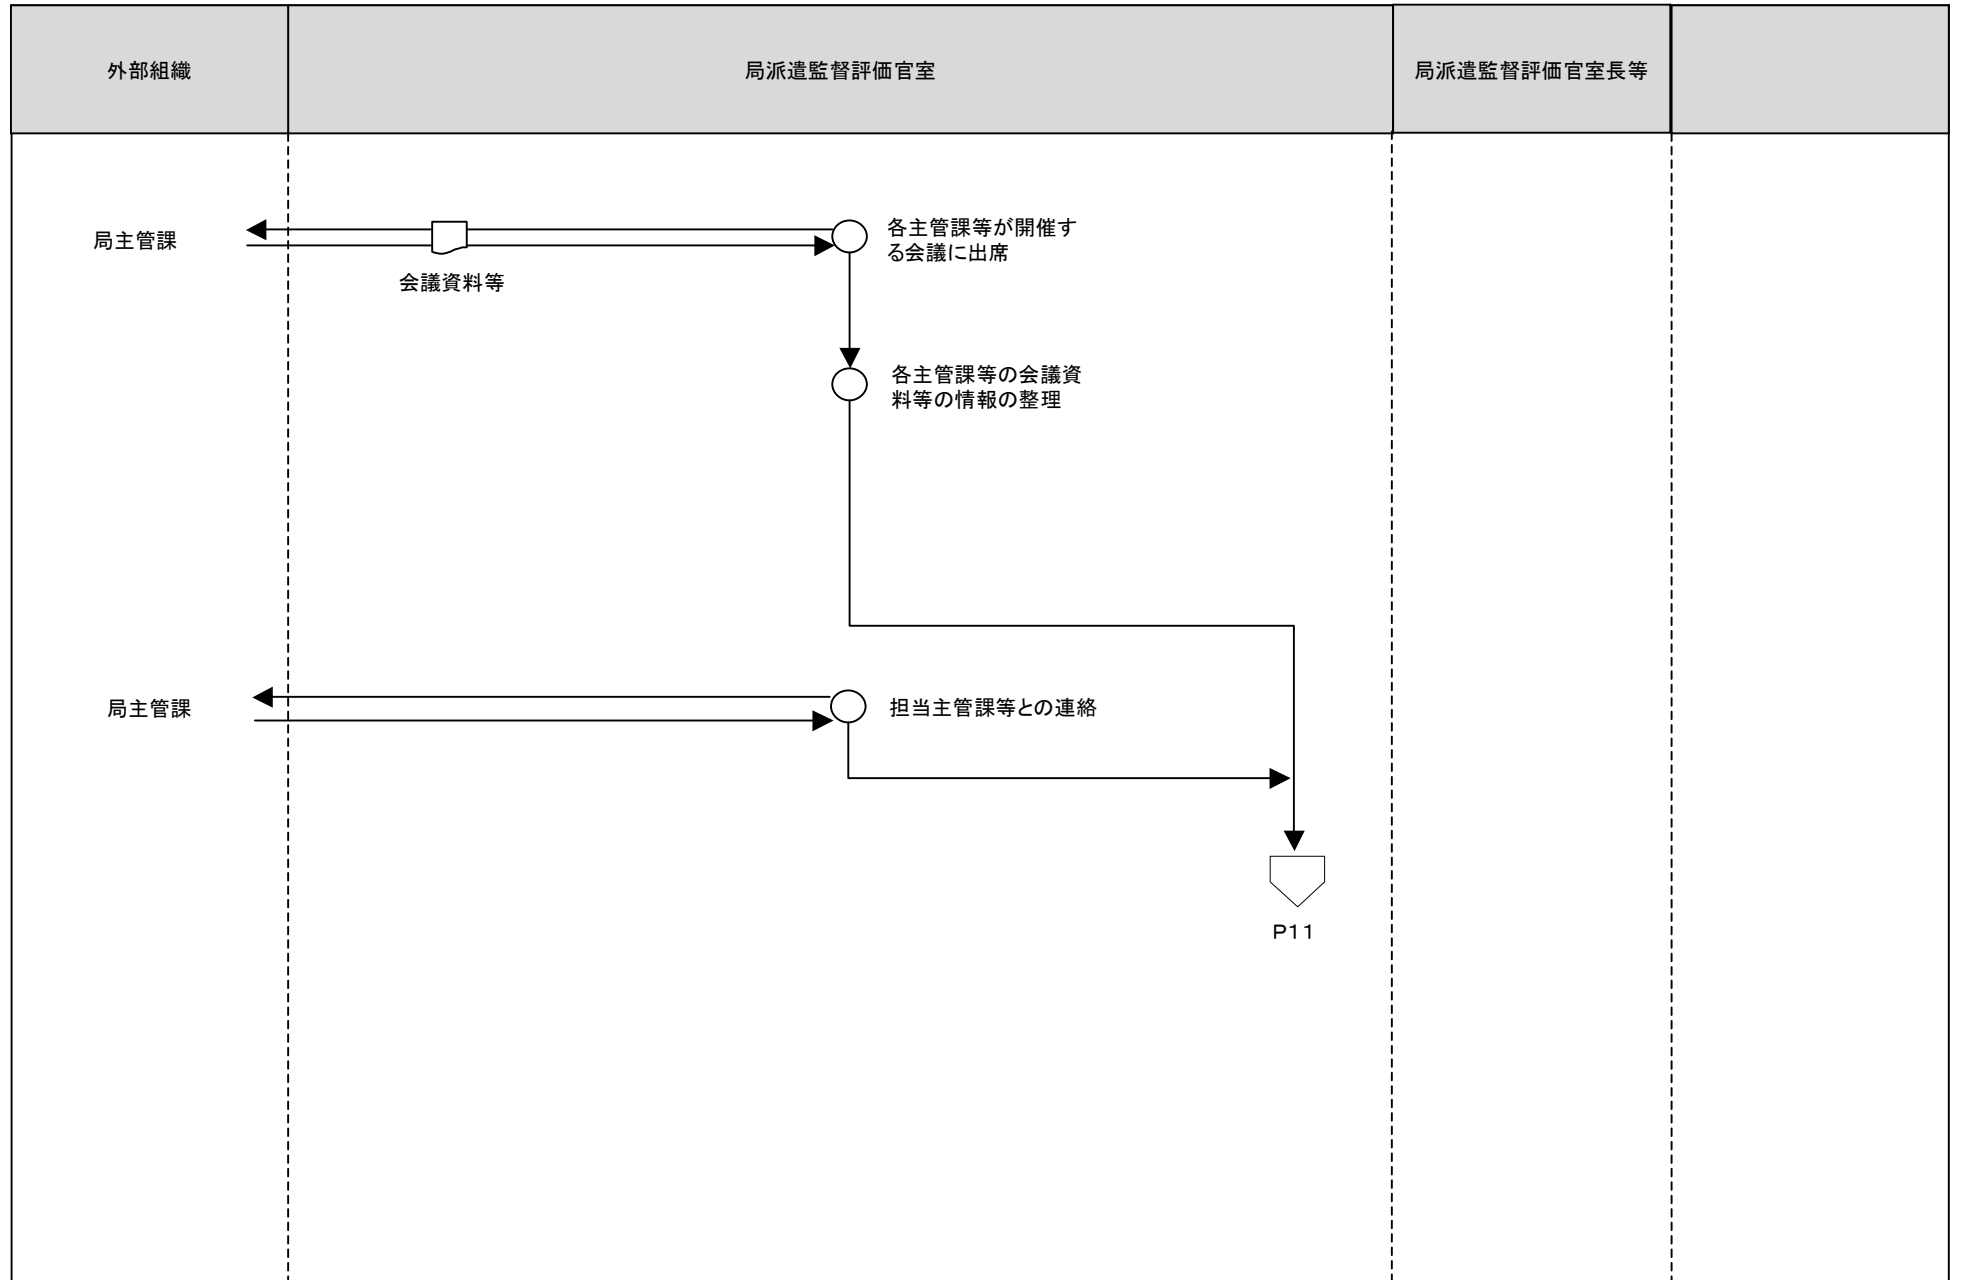 外部組織
局派遣監督評価官室
局派遣監督評価官室長等
局主管課
会議資料等
各主管課等が開催す
る会議に出席
各主管課等の会議資
料等の情報の整理
局主管課
担当主管課等との連絡
P11